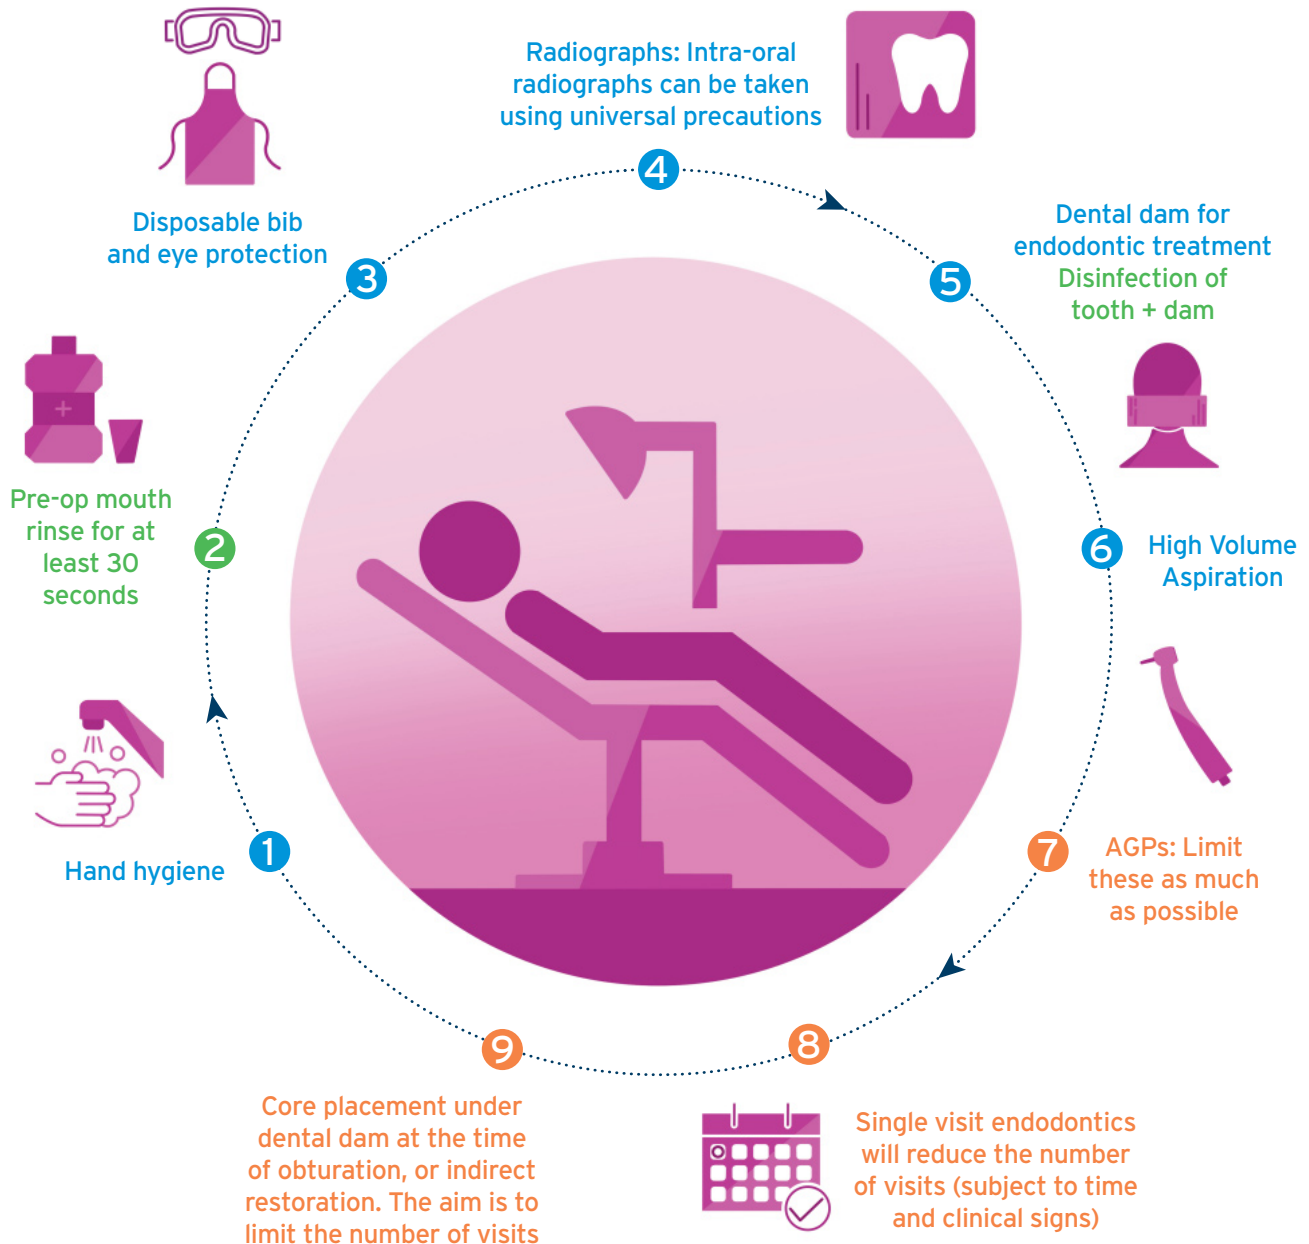 1
Hand hygiene
2
Pre-op mouth
rinse for at
least 30
seconds
3
Disposable bib
and eye protection
4
Radiographs: Intra-oral
radiographs can be taken
using universal precautions
5
Dental dam for
endodontic treatment
Disinfection of
tooth + dam
6
High Volume
Aspiration
7
AGPs: Limit
these as much
as possible
8
Single visit endodontics
will reduce the number
of visits (subject to time
and clinical signs)
9
Core placement under
dental dam at the time
of obturation, or indirect
restoration. The aim is to
limit the number of visits